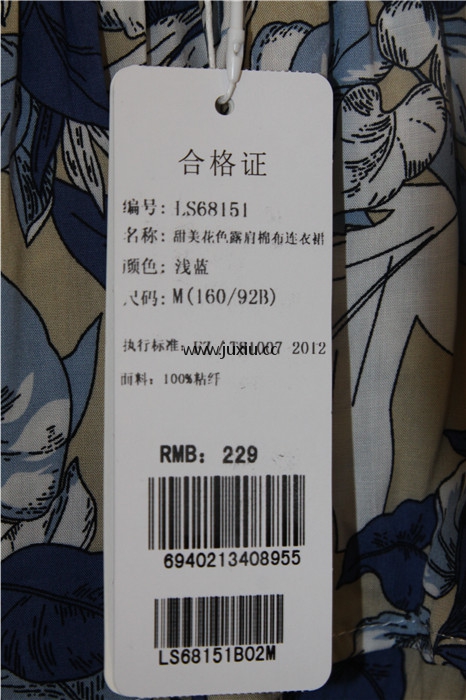 合格证
编号: LS68151
名称: 甜美花色露肩棉布连衣裙
颜色: 浅蓝
尺码: M(160/92B)
执行标准: 2012
www.juxiu.cc
面料: 100%粘纤
RMB: 229
6940213408955
LS68151B02M